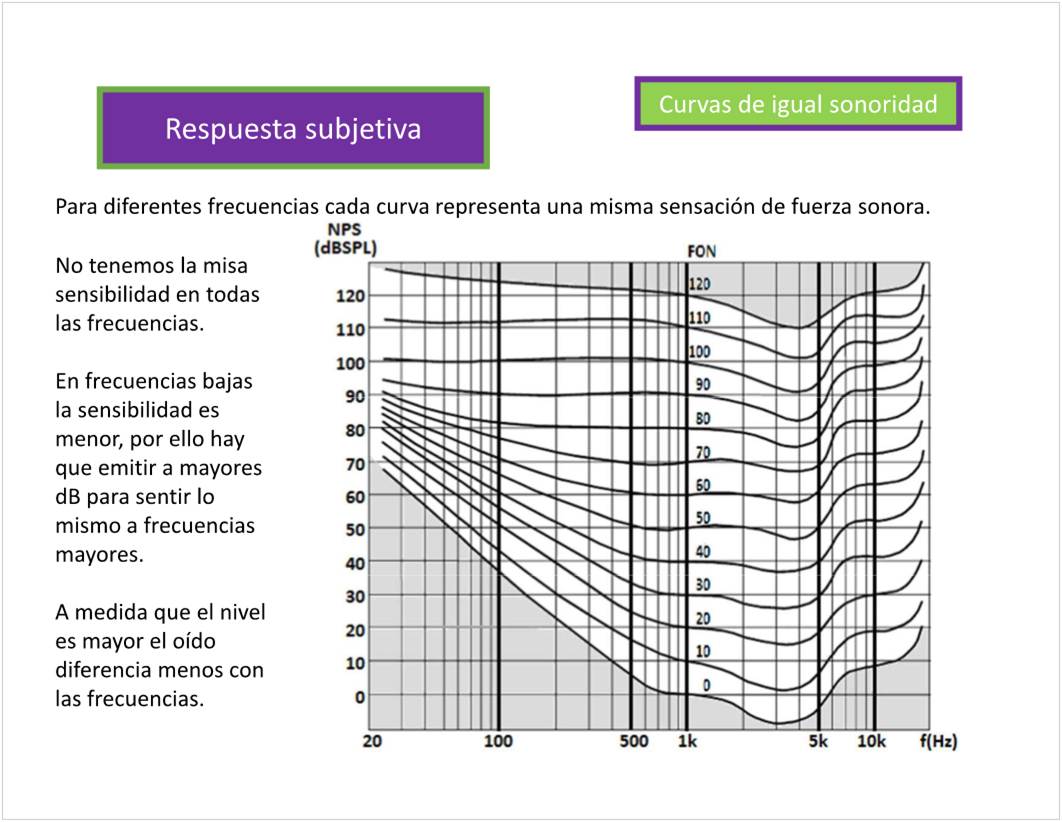 Respuesta subjetiva
Curvas de igual sonoridad
Para diferentes frecuencias cada curva representa una misma sensación de fuerza sonora.
No tenemos la misa
sensibilidad en todas
las frecuencias.
En frecuencias bajas
la sensibilidad es
menor, por ello hay
que emitir a mayores
dB para sentir lo
mismo a frecuencias
mayores.
A medida que el nivel
es mayor el oído
diferencia menos con
las frecuencias.
NPS
(dBSPL)
FON
120
110
100
90
80
70
60
50
40
30
20
10
0
120
110
100
90
80
70
60
50
40
30
20
10
0
20 100 500 1k 5k 10k f(Hz)